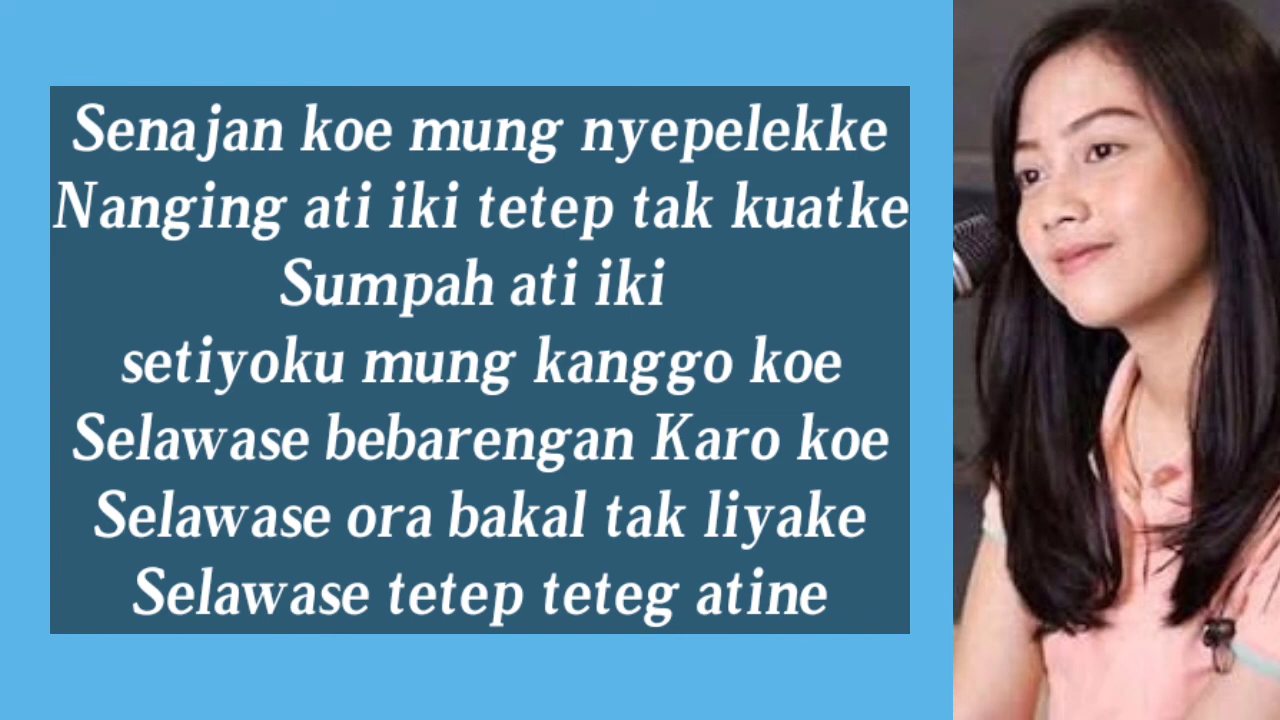 Senajan koe mung nyepelekke
Nanging ati iki tetep tak kuatke
Sumpah ati iki
setiyoku mung kanggo koe
Selawase bebarengan Karo koe
Selawase ora bakal tak liyake
Selawase tetep teteg atine